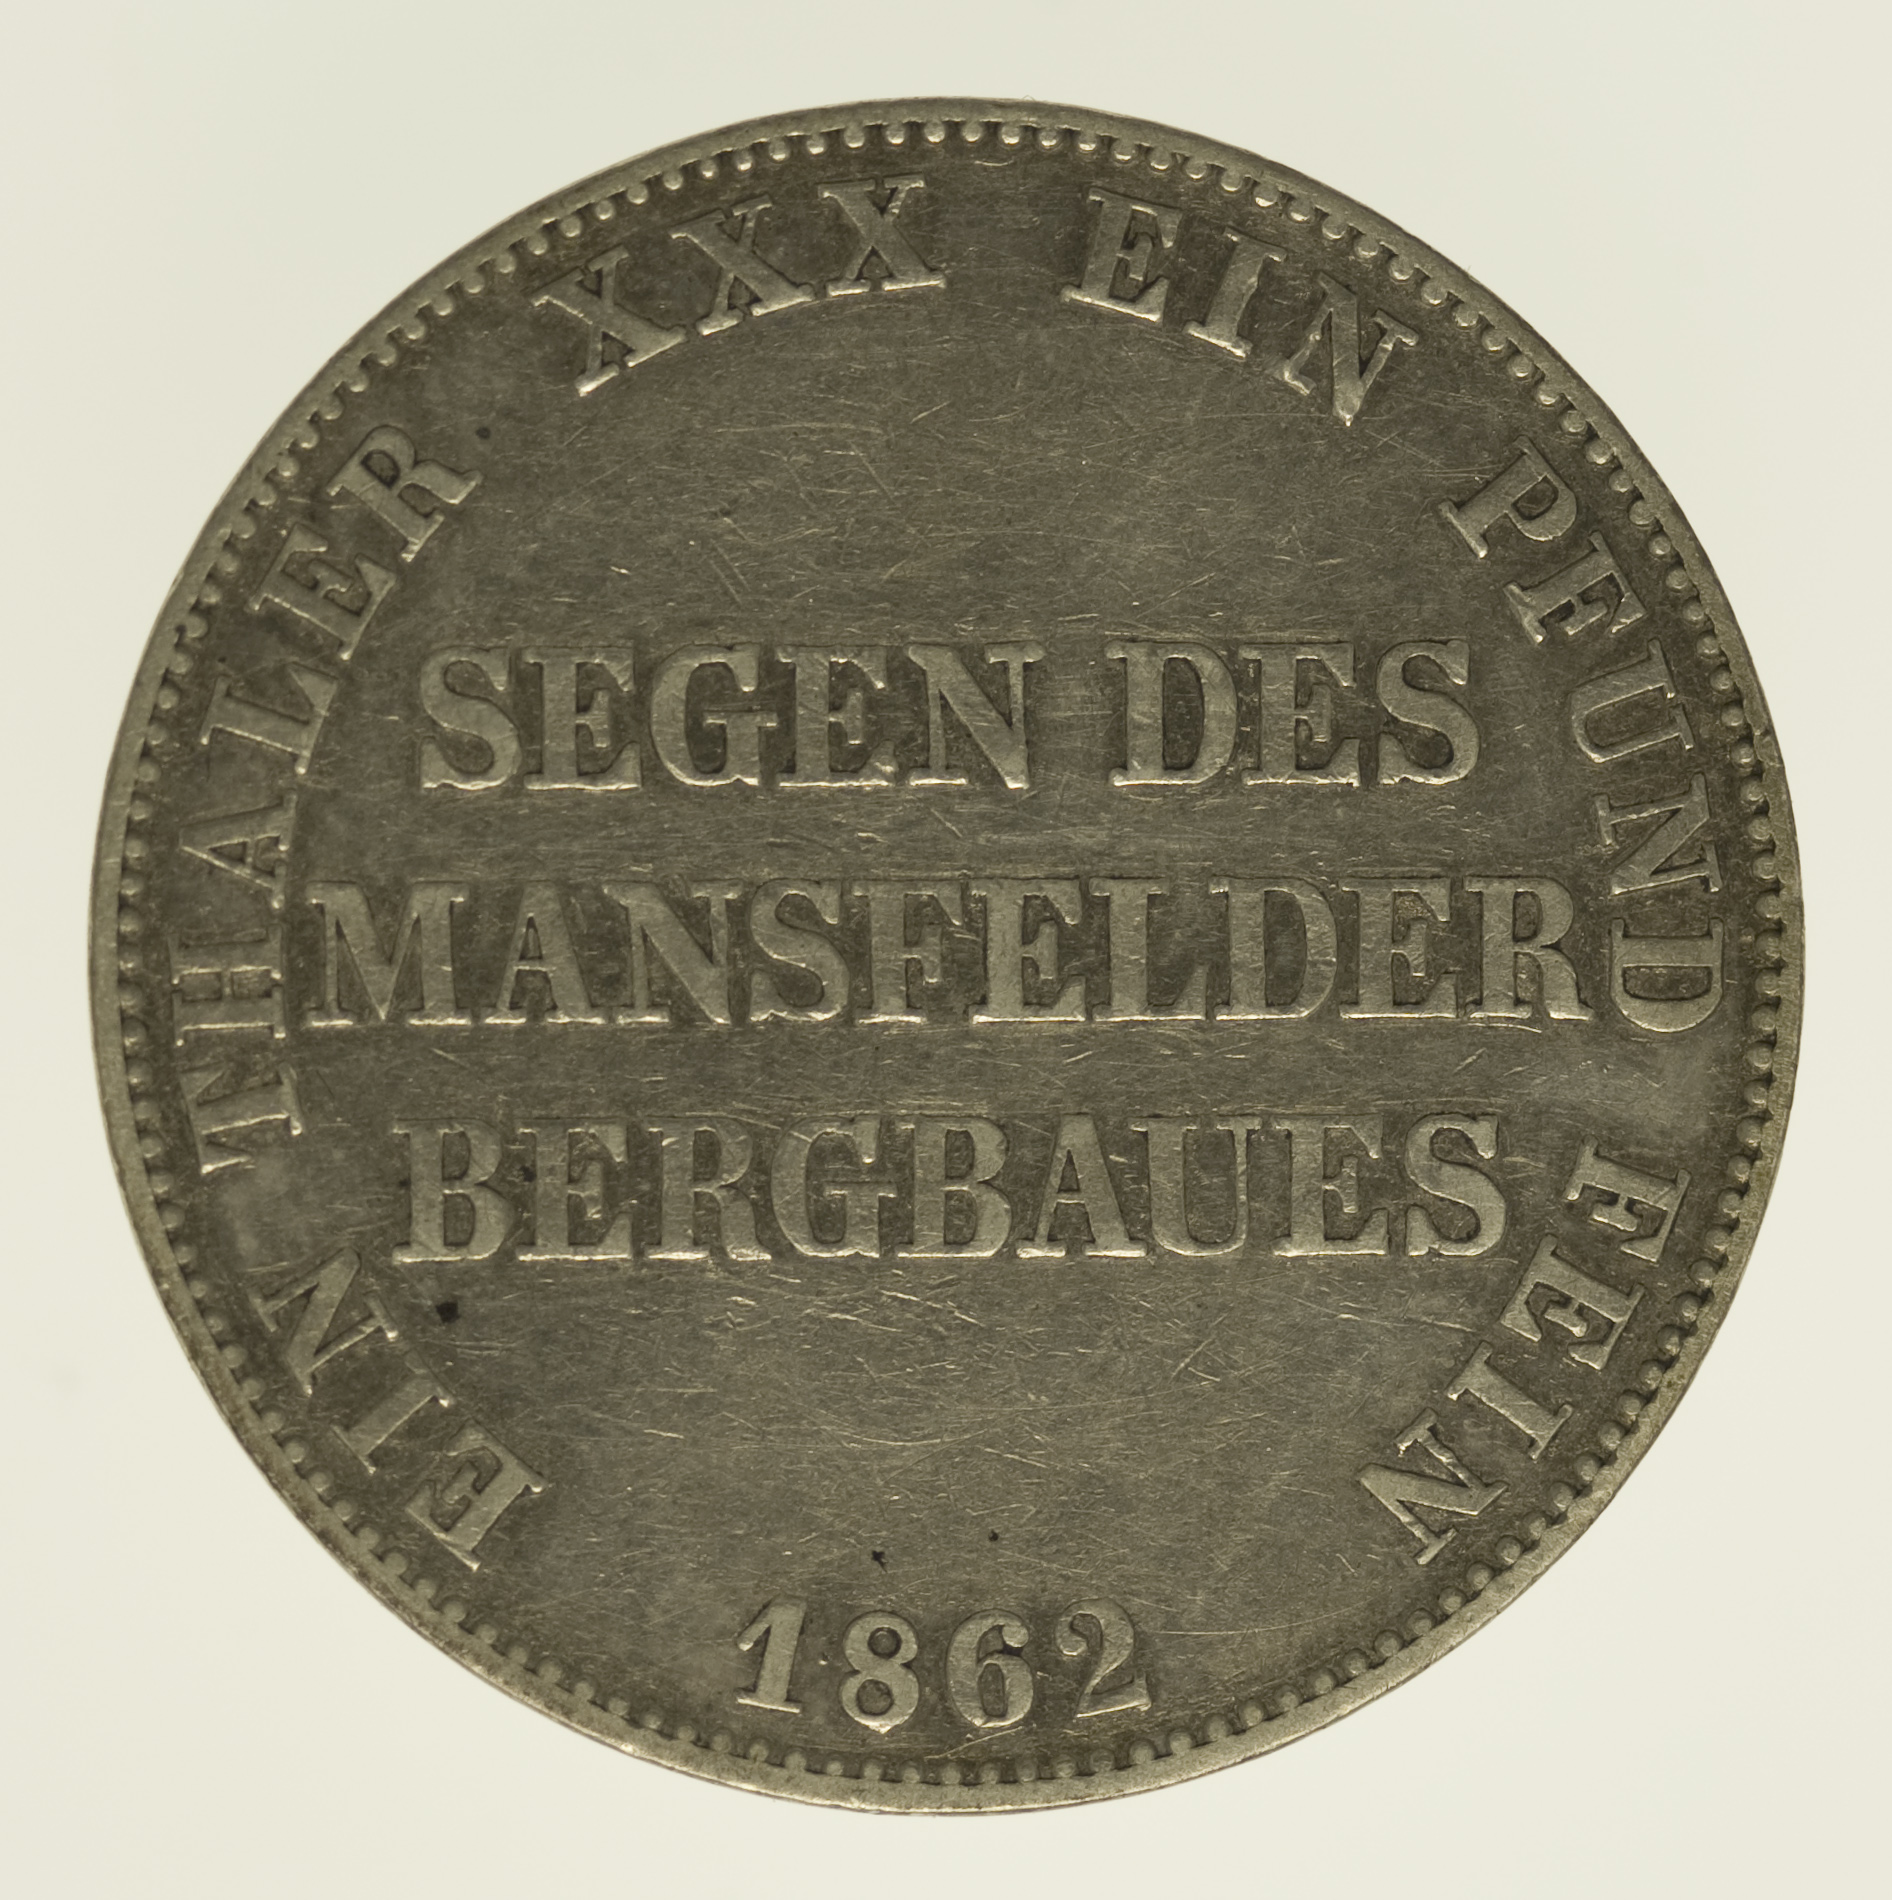 EIN THALER XXX EIN PFUND FEIN
SEGEN DES
MANSFELDER
BERGBAUES
1862